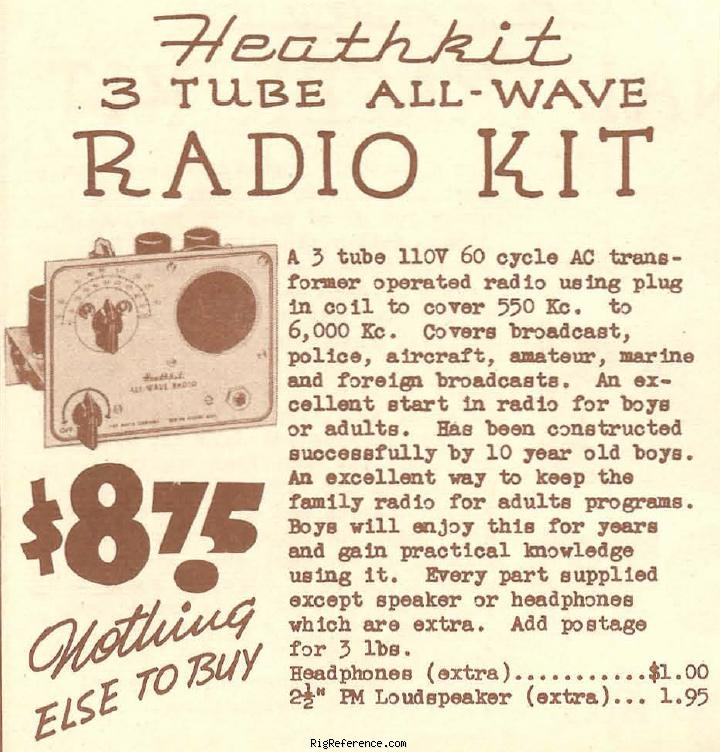 Heathkit
3 TUBE ALL-WAVE
RADIO KIT
A 3 tube 110V 60 cycle AC trans-
former operated radio using plug
in coil to cover 550 Kc. to
6,000 Kc. Covers broadcast,
police, aircraft, amateur, marine
and foreign broadcasts. An ex-
cellent start in radio for boys
or adults. Has been constructed
successfully by 10 year old boys.
An excellent way to keep the
family radio for adults programs.
Boys will enjoy this for years
and gain practical knowledge
using it. Every part supplied
except speaker or headphones
which are extra. Add postage
for 3 lbs.
Headphones (extra)...........$1.00
2½" PM Loudspeaker (extra)... 1.95
Heathkit
ALL-WAVE RADIO
OFF
$8.75
Nothing
ELSE TO BUY
RigReference.com